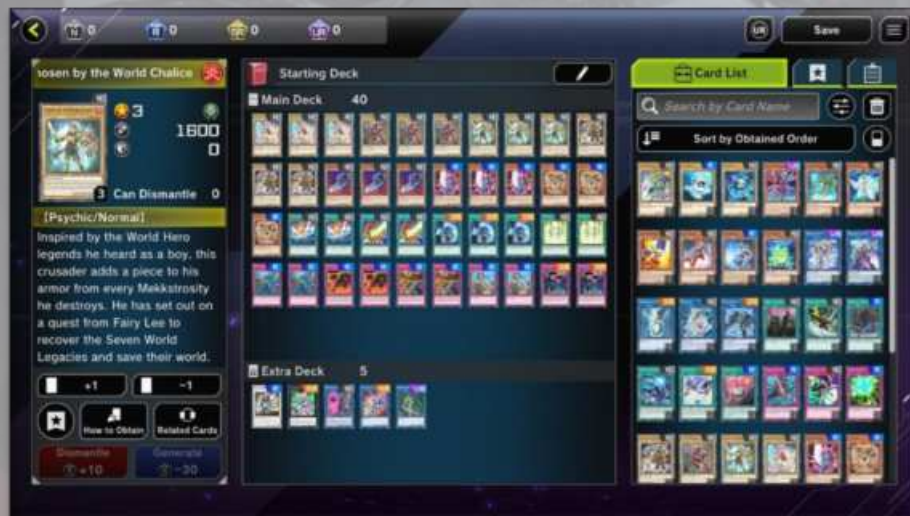 N 0 R 0 SR 0 UR 0
UR
Save
osen by the World Chalice
3
1600
0
3 Can Dismantle 0
[Psychic/Normal]
Inspired by the World Hero
legends he heard as a boy, this
crusader adds a piece to his
armor from every Mekkstrosity
he destroys. He has set out on
a quest from Fairy Lee to
recover the Seven World
Legacies and save their world.
+1
-1
How to Obtain
Related Cards
Dismantle
+10
Generate
-30
Starting Deck
Main Deck 40
Extra Deck 5
Card List
Search by Card Name
Sort by Obtained Order